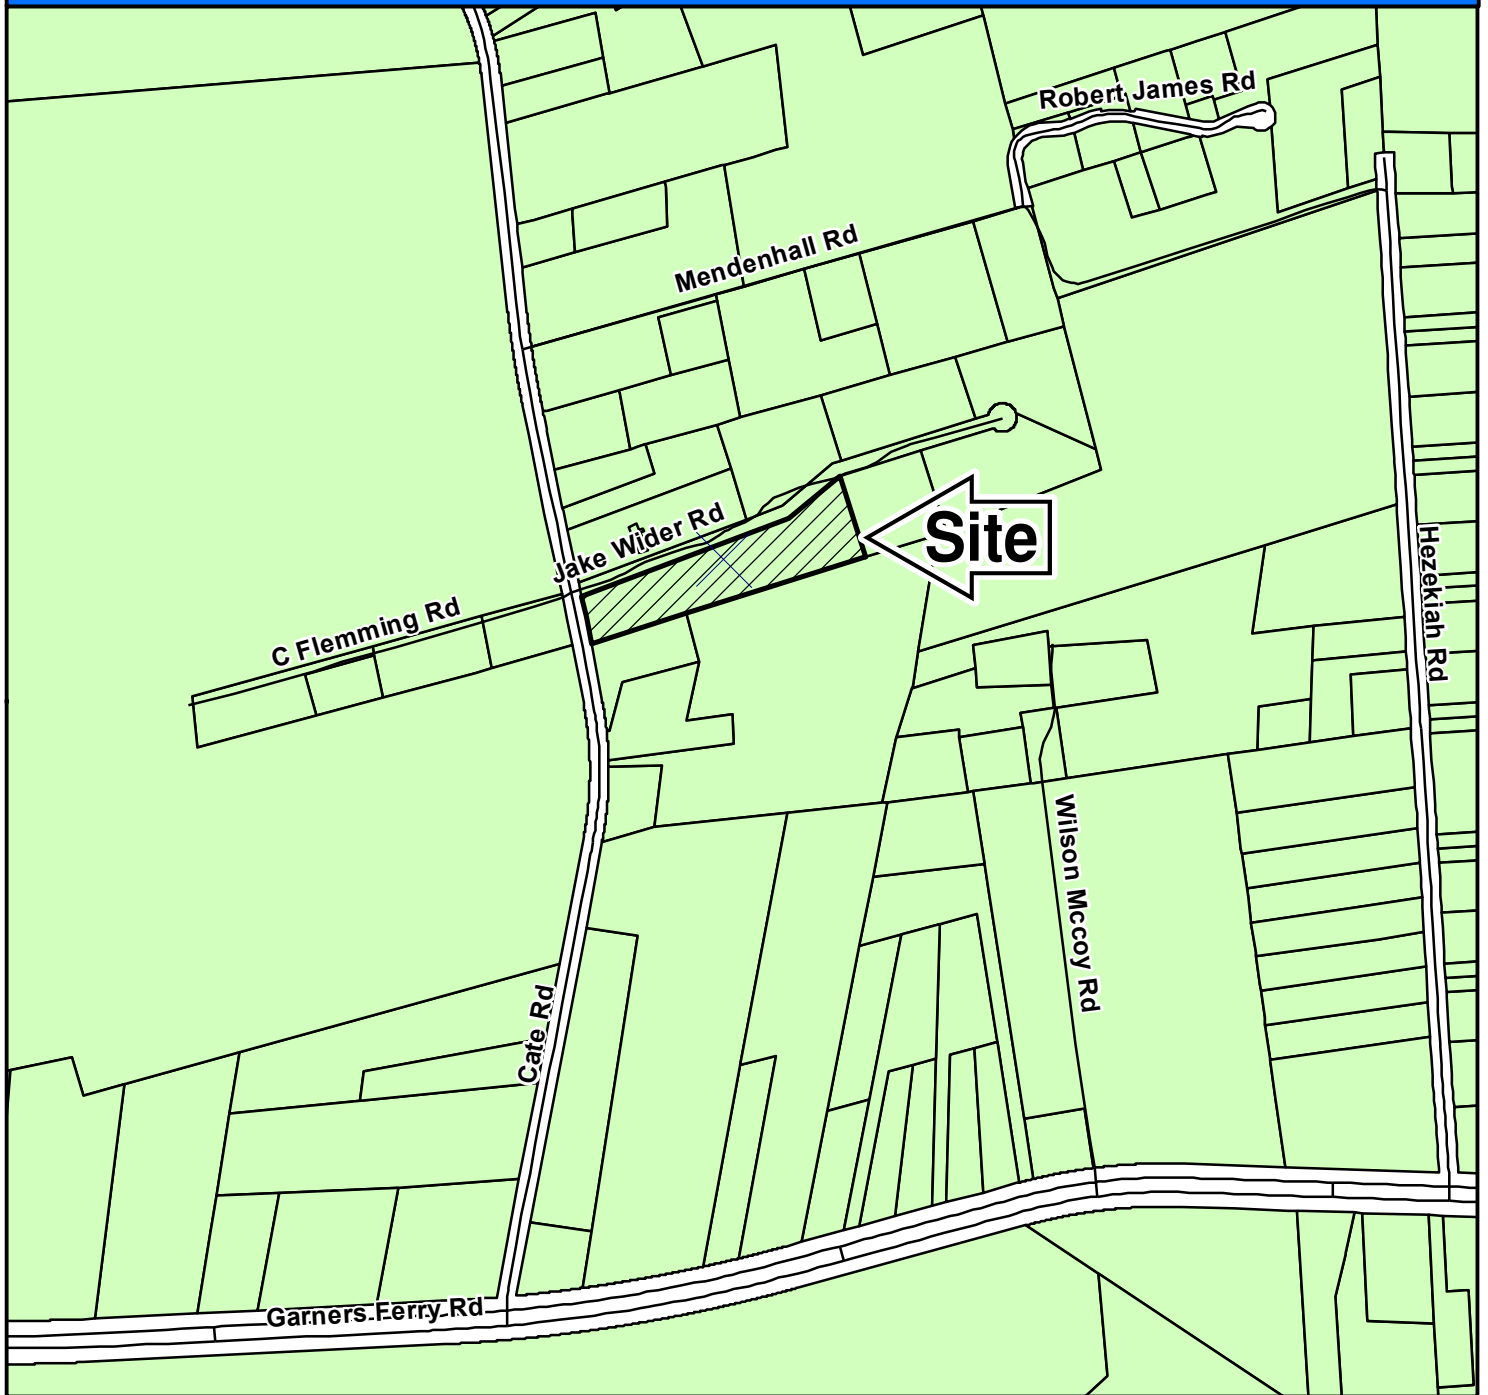 Robert James Rd
Mendenhall Rd
Jake Wider Rd
Site
C Flemming Rd
Hezekiah Rd
Wilson Mccoy Rd
Cate Rd
Garners Ferry Rd